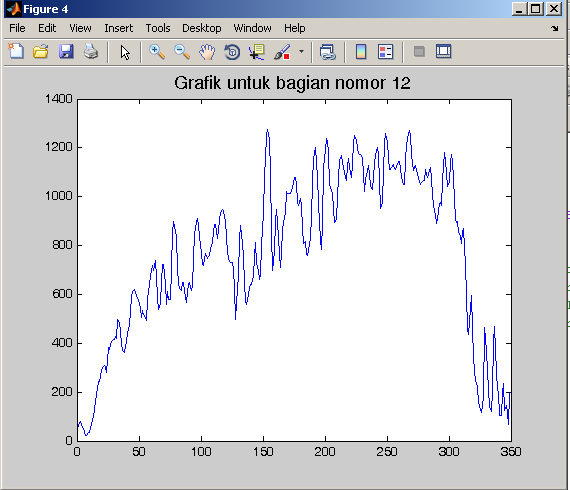 Figure 4
File Edit View Insert Tools Desktop Window Help
Grafik untuk bagian nomor 12
1400
1200
1000
800
600
400
200
0
0 50 100 150 200 250 300 350